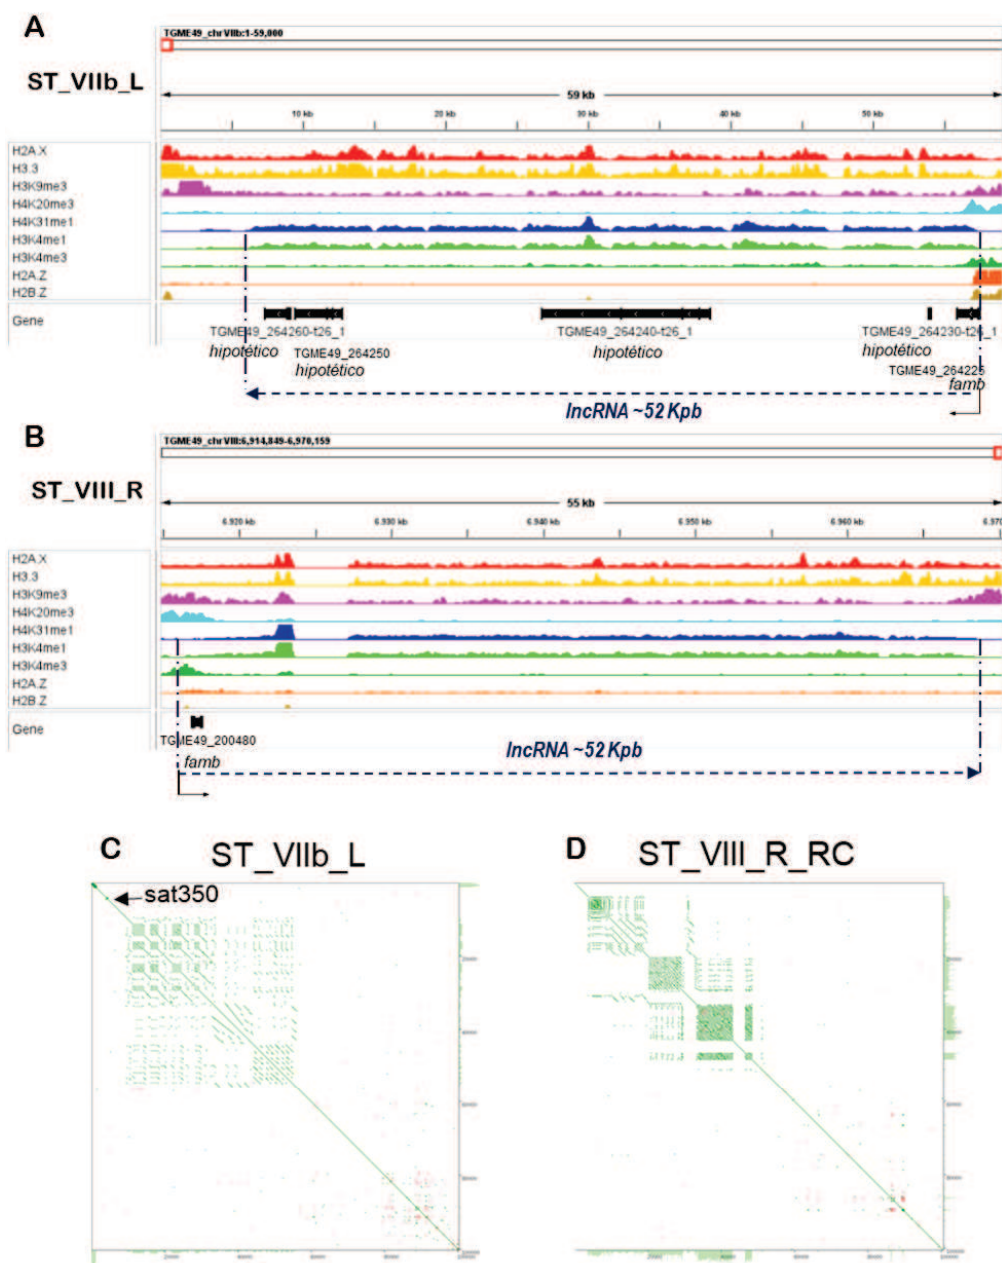 A
TGME49_chrVIIb:1-59,000
ST_VIIb_L
59 kb
10 kb 20 kb 30 kb 40 kb 50 kb
H2A.X
H3.3
H3K9me3
H4K20me3
H4K31me1
H3K4me1
H3K4me3
H2A.Z
H2B.Z
Gene
TGME49_264260-t26_1 TGME49_264240-t26_1 TGME49_264230-t26_1
hipotético hipotético hipotético
TGME49_264250
hipotético
TGME49_264225
famb
lncRNA ~52 Kpb
B
TGME49_chrVIII:6,914,849-6,970,159
ST_VIII_R
55 kb
6.920 kb 6.930 kb 6.940 kb 6.950 kb 6.960 kb 6.970
H2A.X
H3.3
H3K9me3
H4K20me3
H4K31me1
H3K4me1
H3K4me3
H2A.Z
H2B.Z
Gene
TGME49_200480
famb
lncRNA ~52 Kpb
C ST_VIIb_L
sat350
D ST_VIII_R_RC